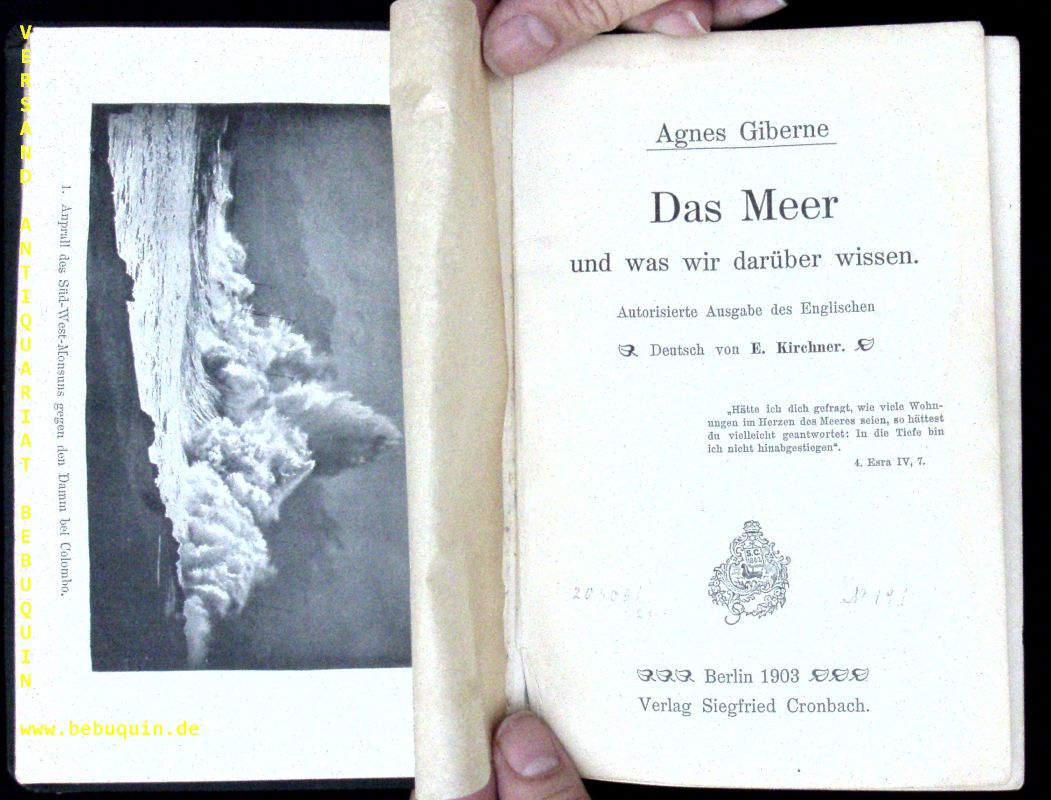 VERSAND ANTIQUARIAT BEBUQUIN
www.bebuquin.de
1. Anprall des Süd-West-Monsuns gegen den Damm bei Colombo.
Agnes Giberne
Das Meer
und was wir darüber wissen.
Autorisierte Ausgabe des Englischen
Deutsch von E. Kirchner.
„Hätte ich dich gefragt, wie viele Wohn-
ungen im Herzen des Meeres seien, so hättest
du vielleicht geantwortet: In die Tiefe bin
ich nicht hinabgestiegen“.
4. Esra IV, 7.
S.C.
Berlin 1903
Verlag Siegfried Cronbach.